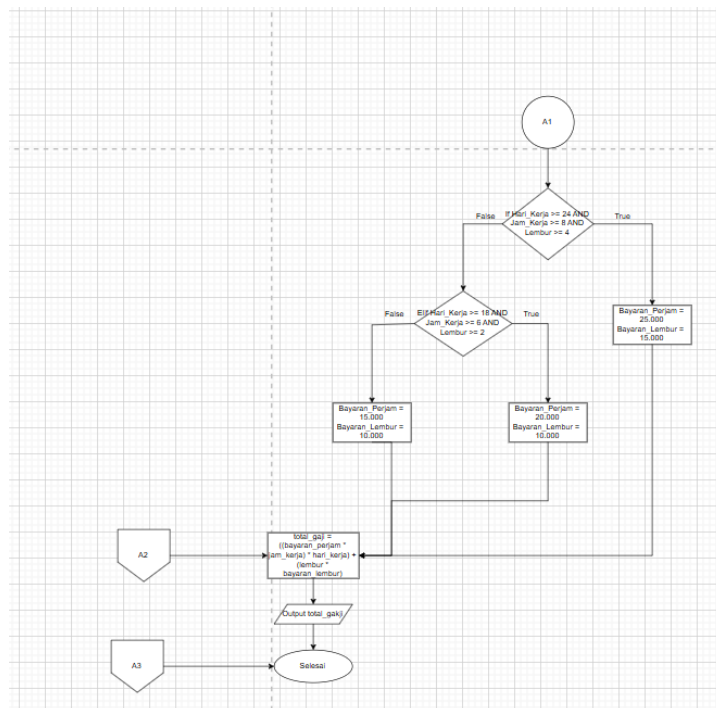 A1
If Hari_Kerja >= 24 AND
Jam_Kerja >= 8 AND
Lembur >= 4
False
True
Elif Hari_Kerja >= 18 AND
Jam_Kerja >= 6 AND
Lembur >= 2
False
True
Bayaran_Perjam =
25.000
Bayaran_Lembur =
15.000
Bayaran_Perjam =
15.000
Bayaran_Lembur =
10.000
Bayaran_Perjam =
20.000
Bayaran_Lembur =
10.000
A2
total_gaji =
((bayaran_perjam *
jam_kerja) * hari_kerja) +
(lembur *
bayaran_lembur)
Output total_gakji
A3
Selesai